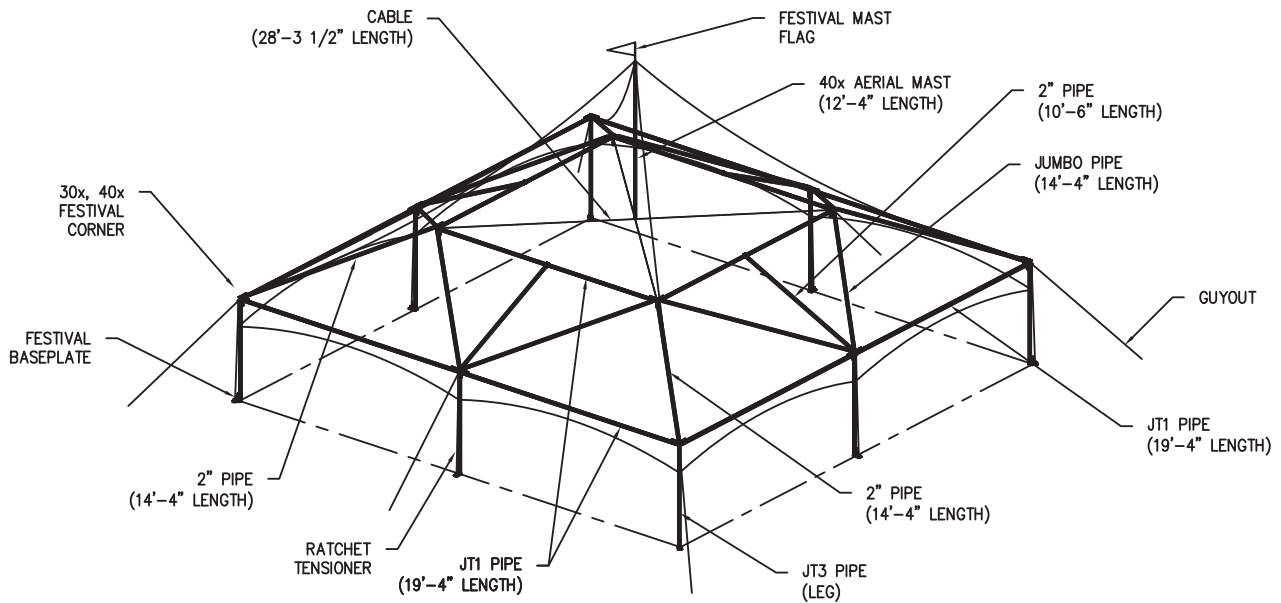 CABLE
(28'-3 1/2" LENGTH)
FESTIVAL MAST
FLAG
40x AERIAL MAST
(12'-4" LENGTH)
2" PIPE
(10'-6" LENGTH)
JUMBO PIPE
(14'-4" LENGTH)
30x, 40x
FESTIVAL
CORNER
GUYOUT
FESTIVAL
BASEPLATE
JT1 PIPE
(19'-4" LENGTH)
2" PIPE
(14'-4" LENGTH)
2" PIPE
(14'-4" LENGTH)
RATCHET
TENSIONER
JT1 PIPE
(19'-4" LENGTH)
JT3 PIPE
(LEG)